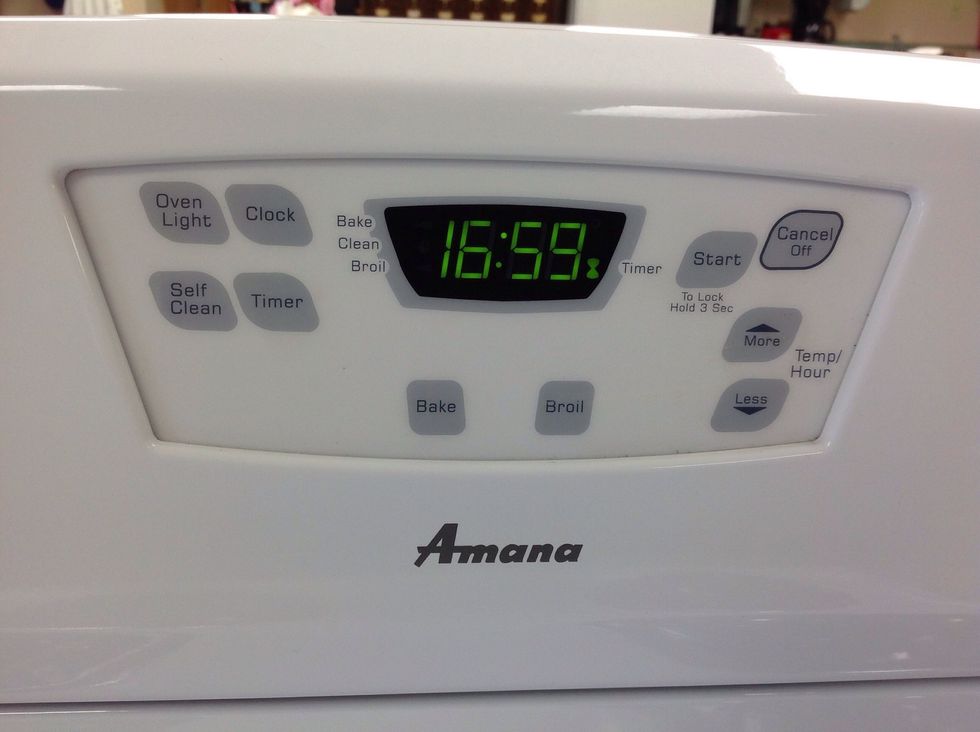 Oven
Light
Clock
Self
Clean
Timer
Bake
Clean
Broil
16:59
Timer
Start
To Lock
Hold 3 Sec
Cancel
Off
More
Temp/
Hour
Less
Bake
Broil
Amana